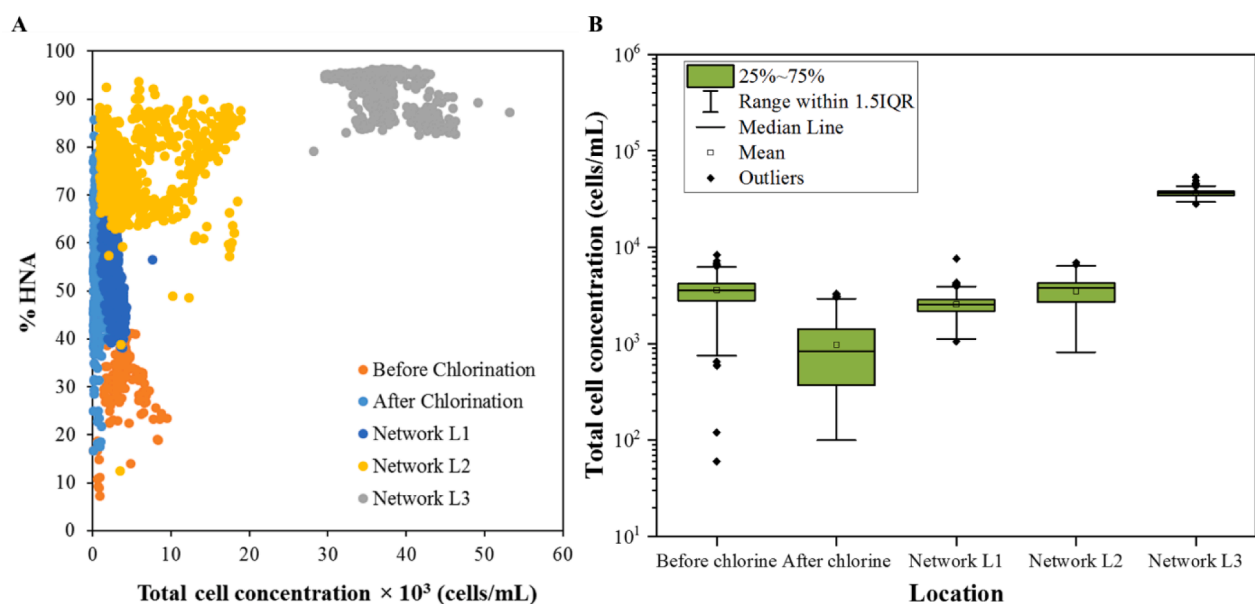 A
100
90
80
70
60
50
40
30
20
10
0
% HNA
Before Chlorination
After Chlorination
Network L1
Network L2
Network L3
0 10 20 30 40 50 60
Total cell concentration × 10³ (cells/mL)
B
10⁶
10⁵
10⁴
10³
10²
10¹
Total cell concentration (cells/mL)
25%~75%
Range within 1.5IQR
Median Line
Mean
Outliers
Before chlorine After chlorine Network L1 Network L2 Network L3
Location